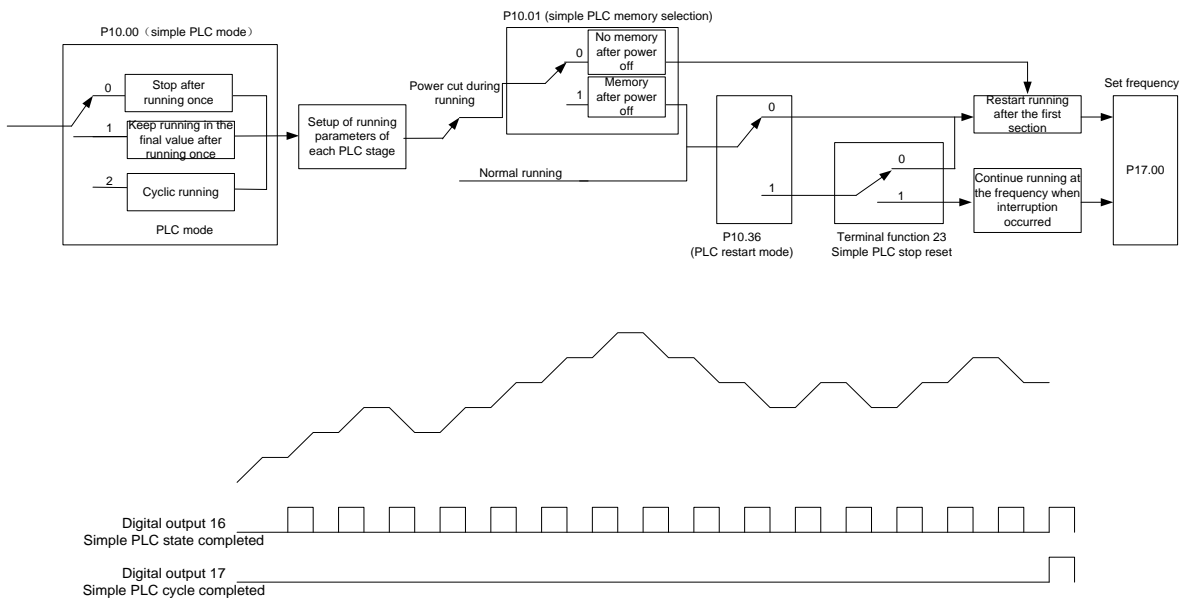 P10.00（simple PLC mode）
0
Stop after
running once
1
Keep running in the
final value after
running once
2
Cyclic running
PLC mode
Setup of running
parameters of
each PLC stage
Power cut during
running
Normal running
P10.01 (simple PLC memory selection)
0
No memory
after power
off
1
Memory
after power
off
0
1
P10.36
(PLC restart mode)
0
1
Terminal function 23
Simple PLC stop reset
Restart running
after the first
section
Continue running at
the frequency when
interruption
occurred
Set frequency
P17.00
Digital output 16
Simple PLC state completed
Digital output 17
Simple PLC cycle completed